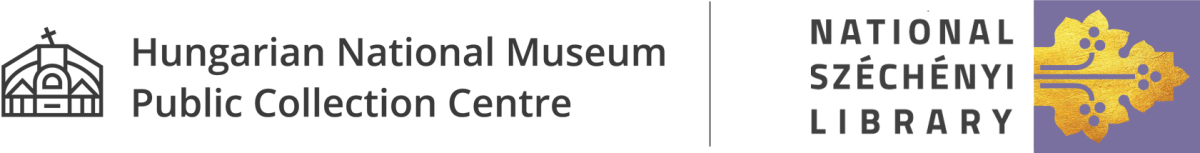 Hungarian National Museum
Public Collection Centre
NATIONAL
SZÉCHÉNYI
LIBRARY